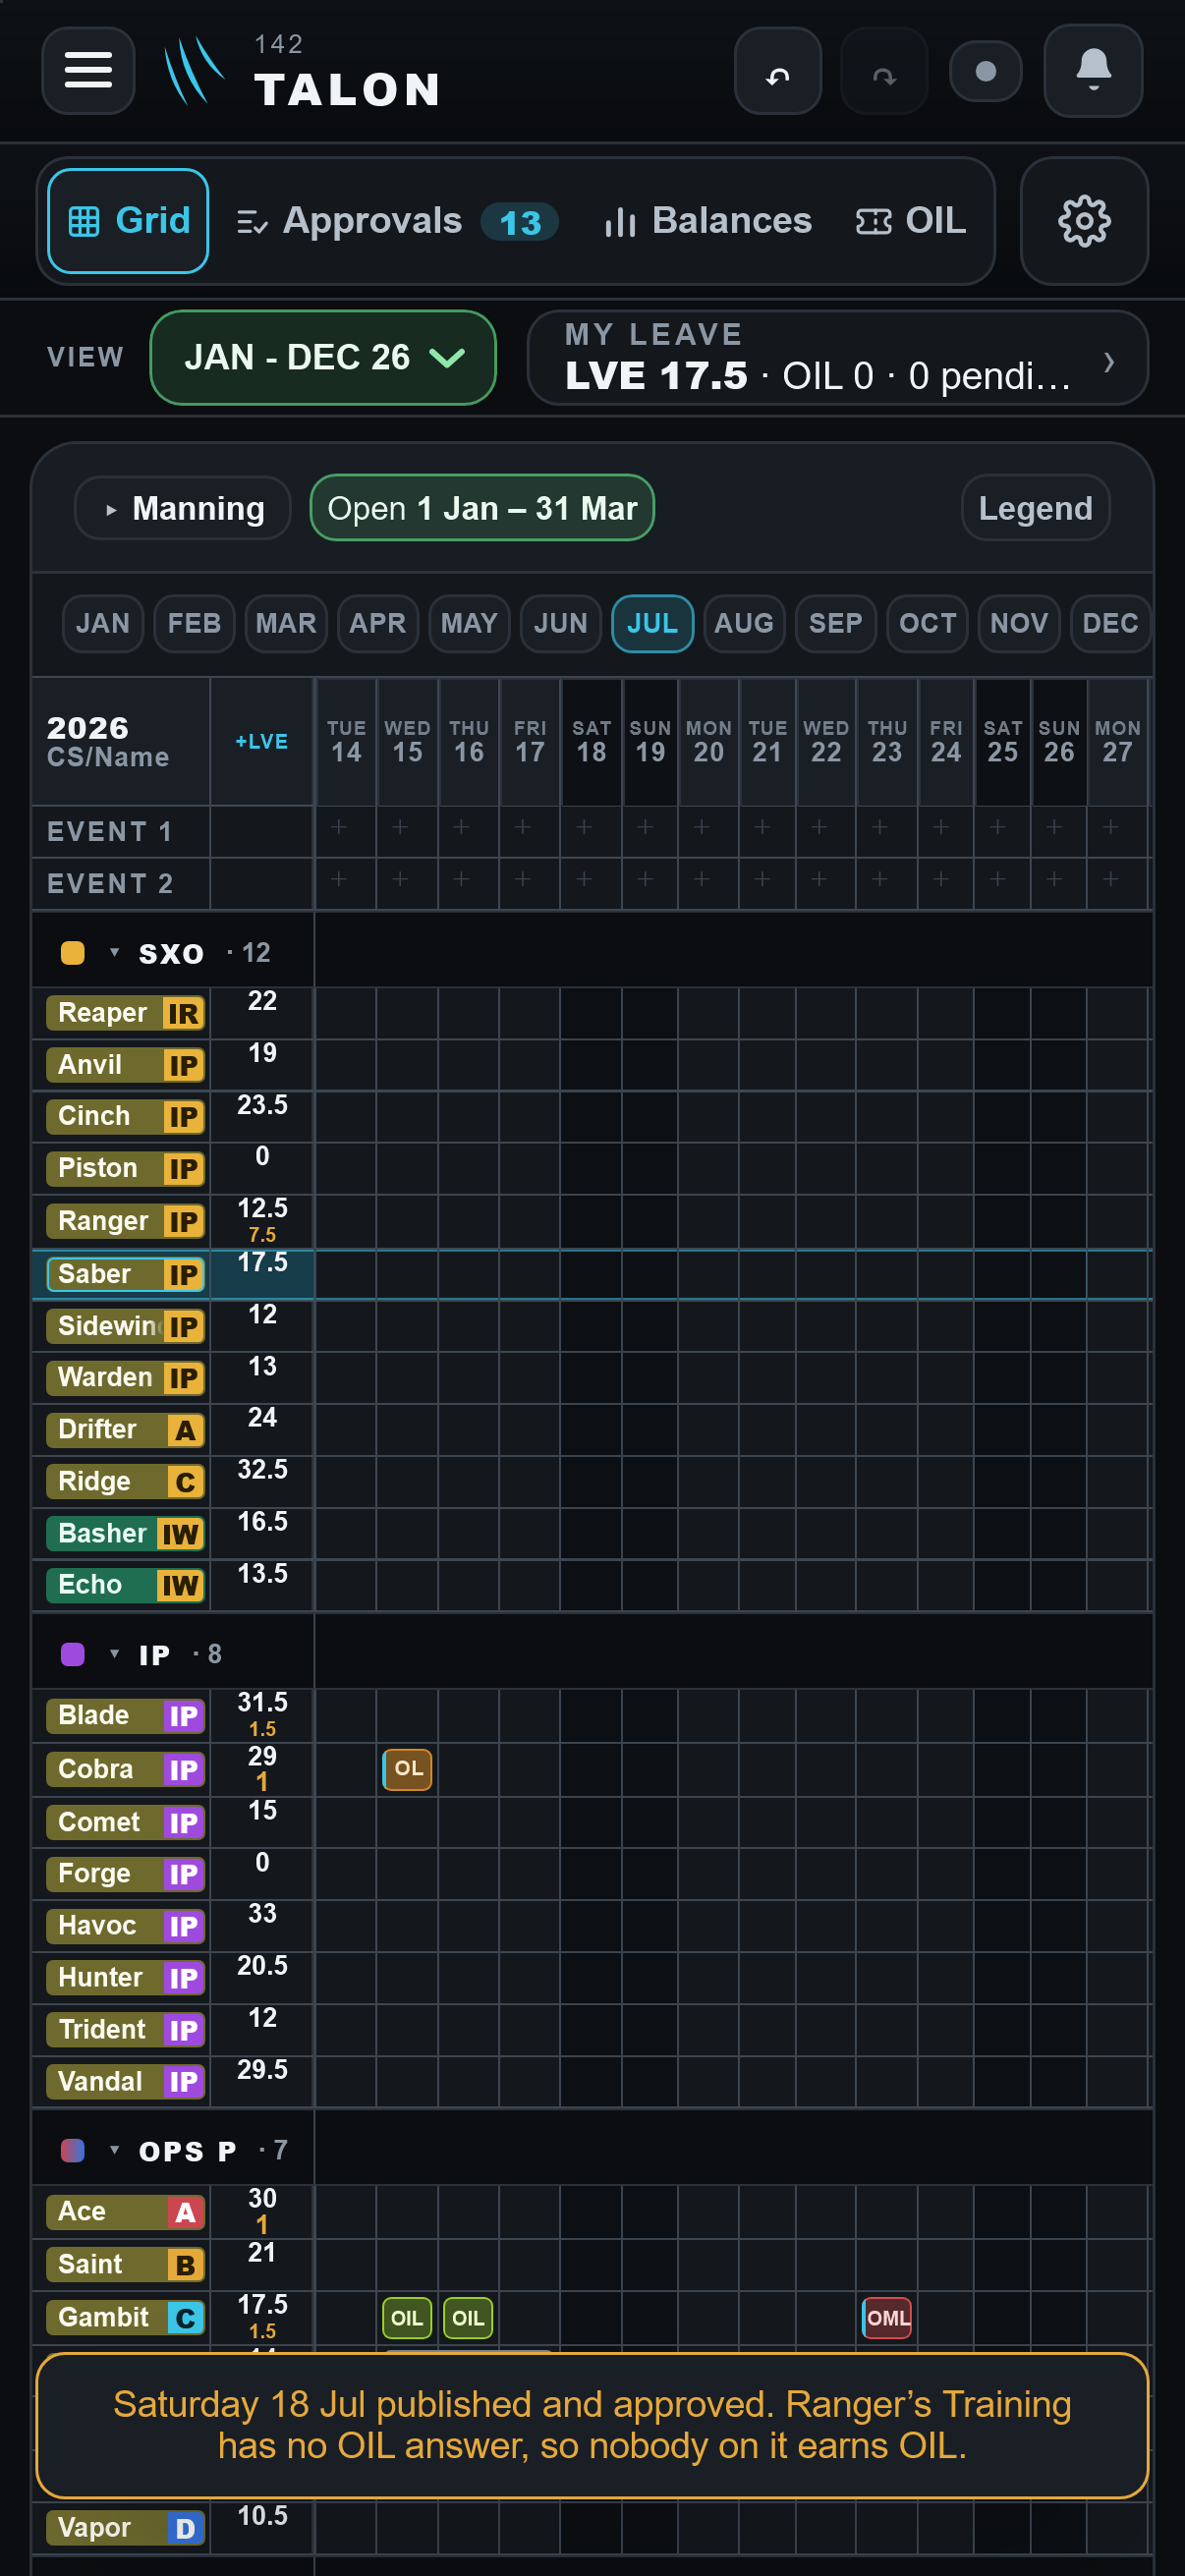 142
TALON
Grid
Approvals 13
Balances
OIL
VIEW
JAN - DEC 26
MY LEAVE
LVE 17.5 · OIL 0 · 0 pendi…
Manning
Open 1 Jan – 31 Mar
Legend
JAN FEB MAR APR MAY JUN JUL AUG SEP OCT NOV DEC
2026
CS/Name
+LVE
TUE 14
WED 15
THU 16
FRI 17
SAT 18
SUN 19
MON 20
TUE 21
WED 22
THU 23
FRI 24
SAT 25
SUN 26
MON 27
EVENT 1 + + + + + + + + + + + + + +
EVENT 2 + + + + + + + + + + + + + +
SXO · 12
Reaper IR 22
Anvil IP 19
Cinch IP 23.5
Piston IP 0
Ranger IP 12.5
7.5
Saber IP 17.5
Sidewin IP 12
Warden IP 13
Drifter A 24
Ridge C 32.5
Basher IW 16.5
Echo IW 13.5
IP · 8
Blade IP 31.5
1.5
Cobra IP 29
1
OL
Comet IP 15
Forge IP 0
Havoc IP 33
Hunter IP 20.5
Trident IP 12
Vandal IP 29.5
OPS P · 7
Ace A 30
1
Saint B 21
Gambit C 17.5
1.5
OIL OIL OML
Saturday 18 Jul published and approved. Ranger’s Training
has no OIL answer, so nobody on it earns OIL.
Vapor D 10.5